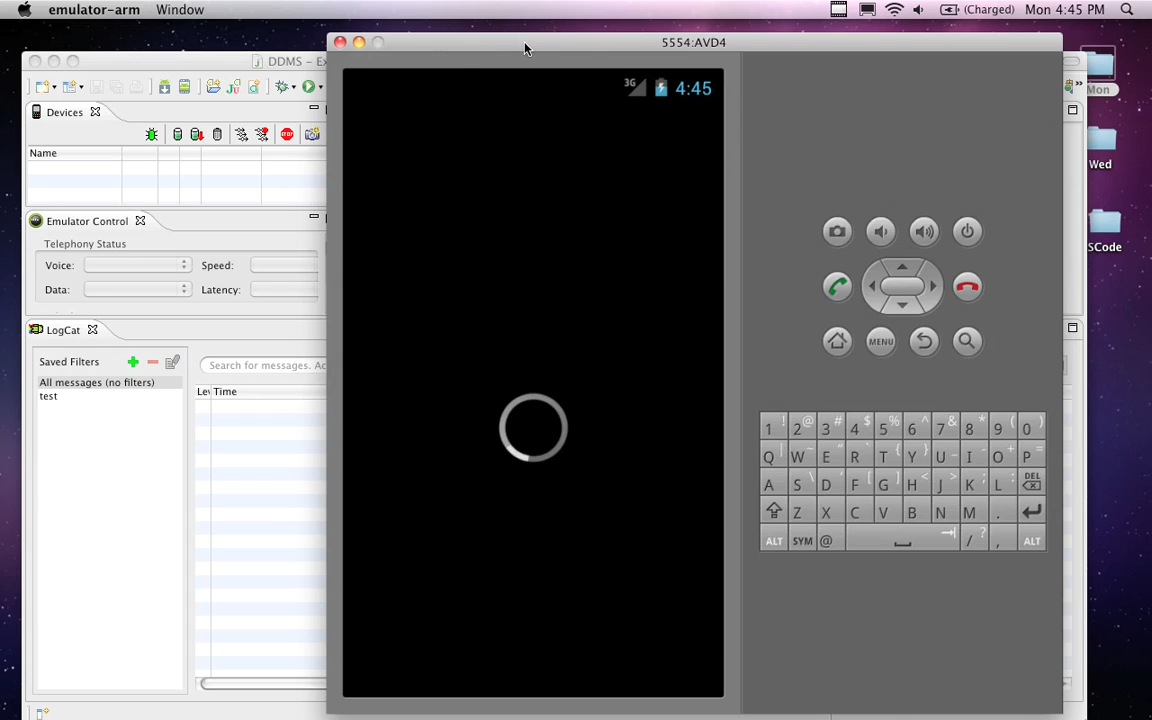 emulator-arm Window (Charged) Mon 4:45 PM
5554:AVD4
DDMS - E
Devices
Name
Emulator Control
Telephony Status
Voice: Speed:
Data: Latency:
LogCat
Saved Filters
All messages (no filters)
test
Search for messages. Ac
Lev Time
3G 4:45
MENU
1 ! 2 @ 3 # 4 $ 5 % 6 ^ 7 & 8 * 9 ( 0 )
Q | W ~ E " R ` T { Y } U _ I - O + P =
A S \ D ' F [ G ] H < J > K ; L : DEL
Z X C V B N M .
ALT SYM @ / ? , ALT
Mon
Wed
SCode